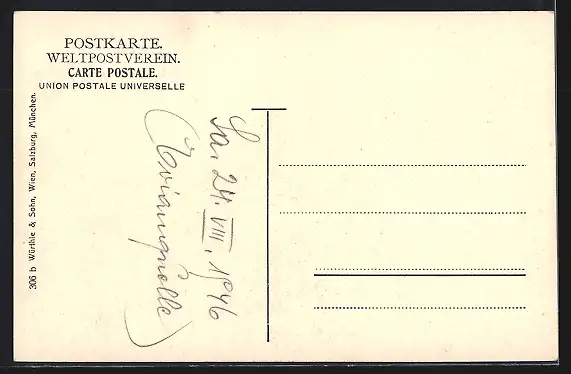 POSTKARTE.
WELTPOSTVEREIN.
CARTE POSTALE.
UNION POSTALE UNIVERSELLE
306 b Würthle & Sohn, Wien, Salzburg, München.
Sa. 24. VIII. 1946